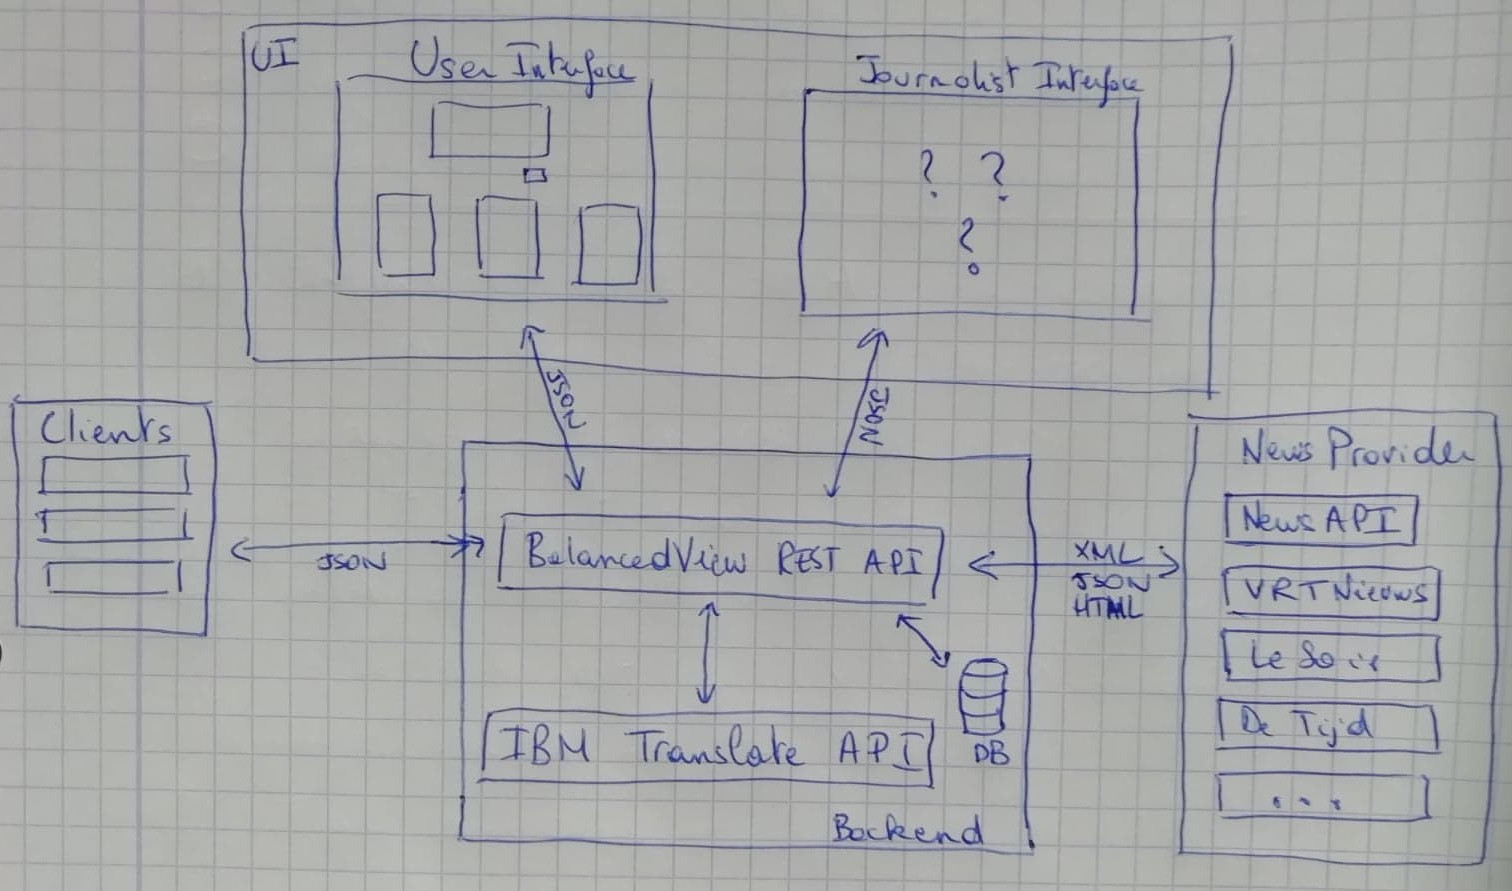 UI
User Interface
Journalist Interface
? ?
?
JSON
JSON
Clients
JSON
BalancedView REST API
XML
JSON
HTML
IBM Translate API
DB
Backend
News Provider
News API
VRT Nieuws
Le Soir
De Tijd
...